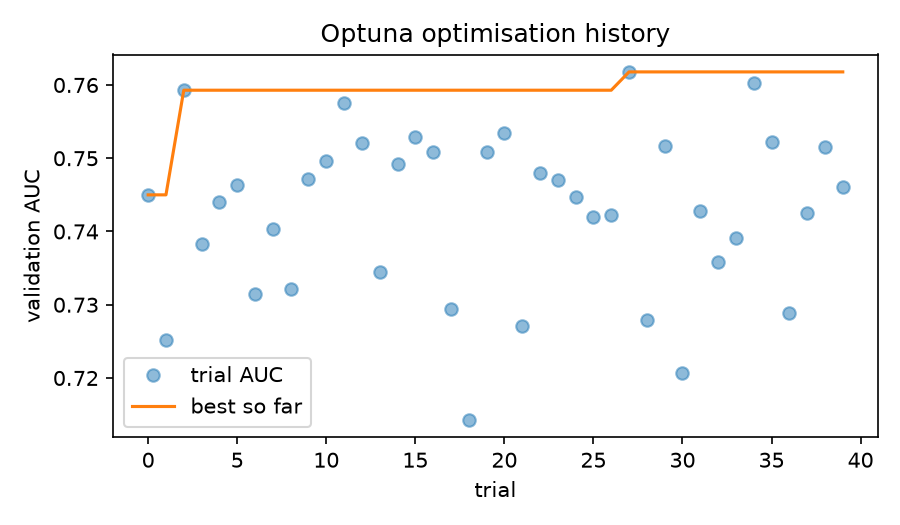 Optuna optimisation history
validation AUC
0.76
0.75
0.74
0.73
0.72
trial AUC
best so far
0 5 10 15 20 25 30 35 40
trial